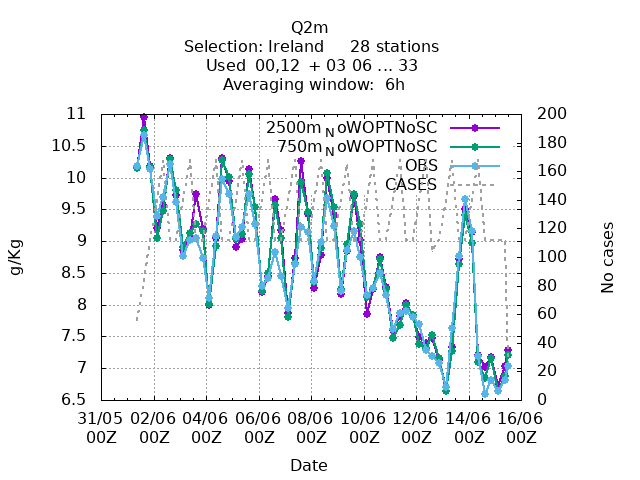 Q2m
Selection: Ireland 28 stations
Used 00,12 + 03 06 ... 33
Averaging window: 6h
2500m_NoWOPTNoSC
750m_NoWOPTNoSC
OBS
CASES
11
10.5
10
9.5
9
8.5
8
7.5
7
6.5
g/Kg
200
180
160
140
120
100
80
60
40
20
0
No cases
31/05 02/06 04/06 06/06 08/06 10/06 12/06 14/06 16/06
00Z 00Z 00Z 00Z 00Z 00Z 00Z 00Z 00Z
Date